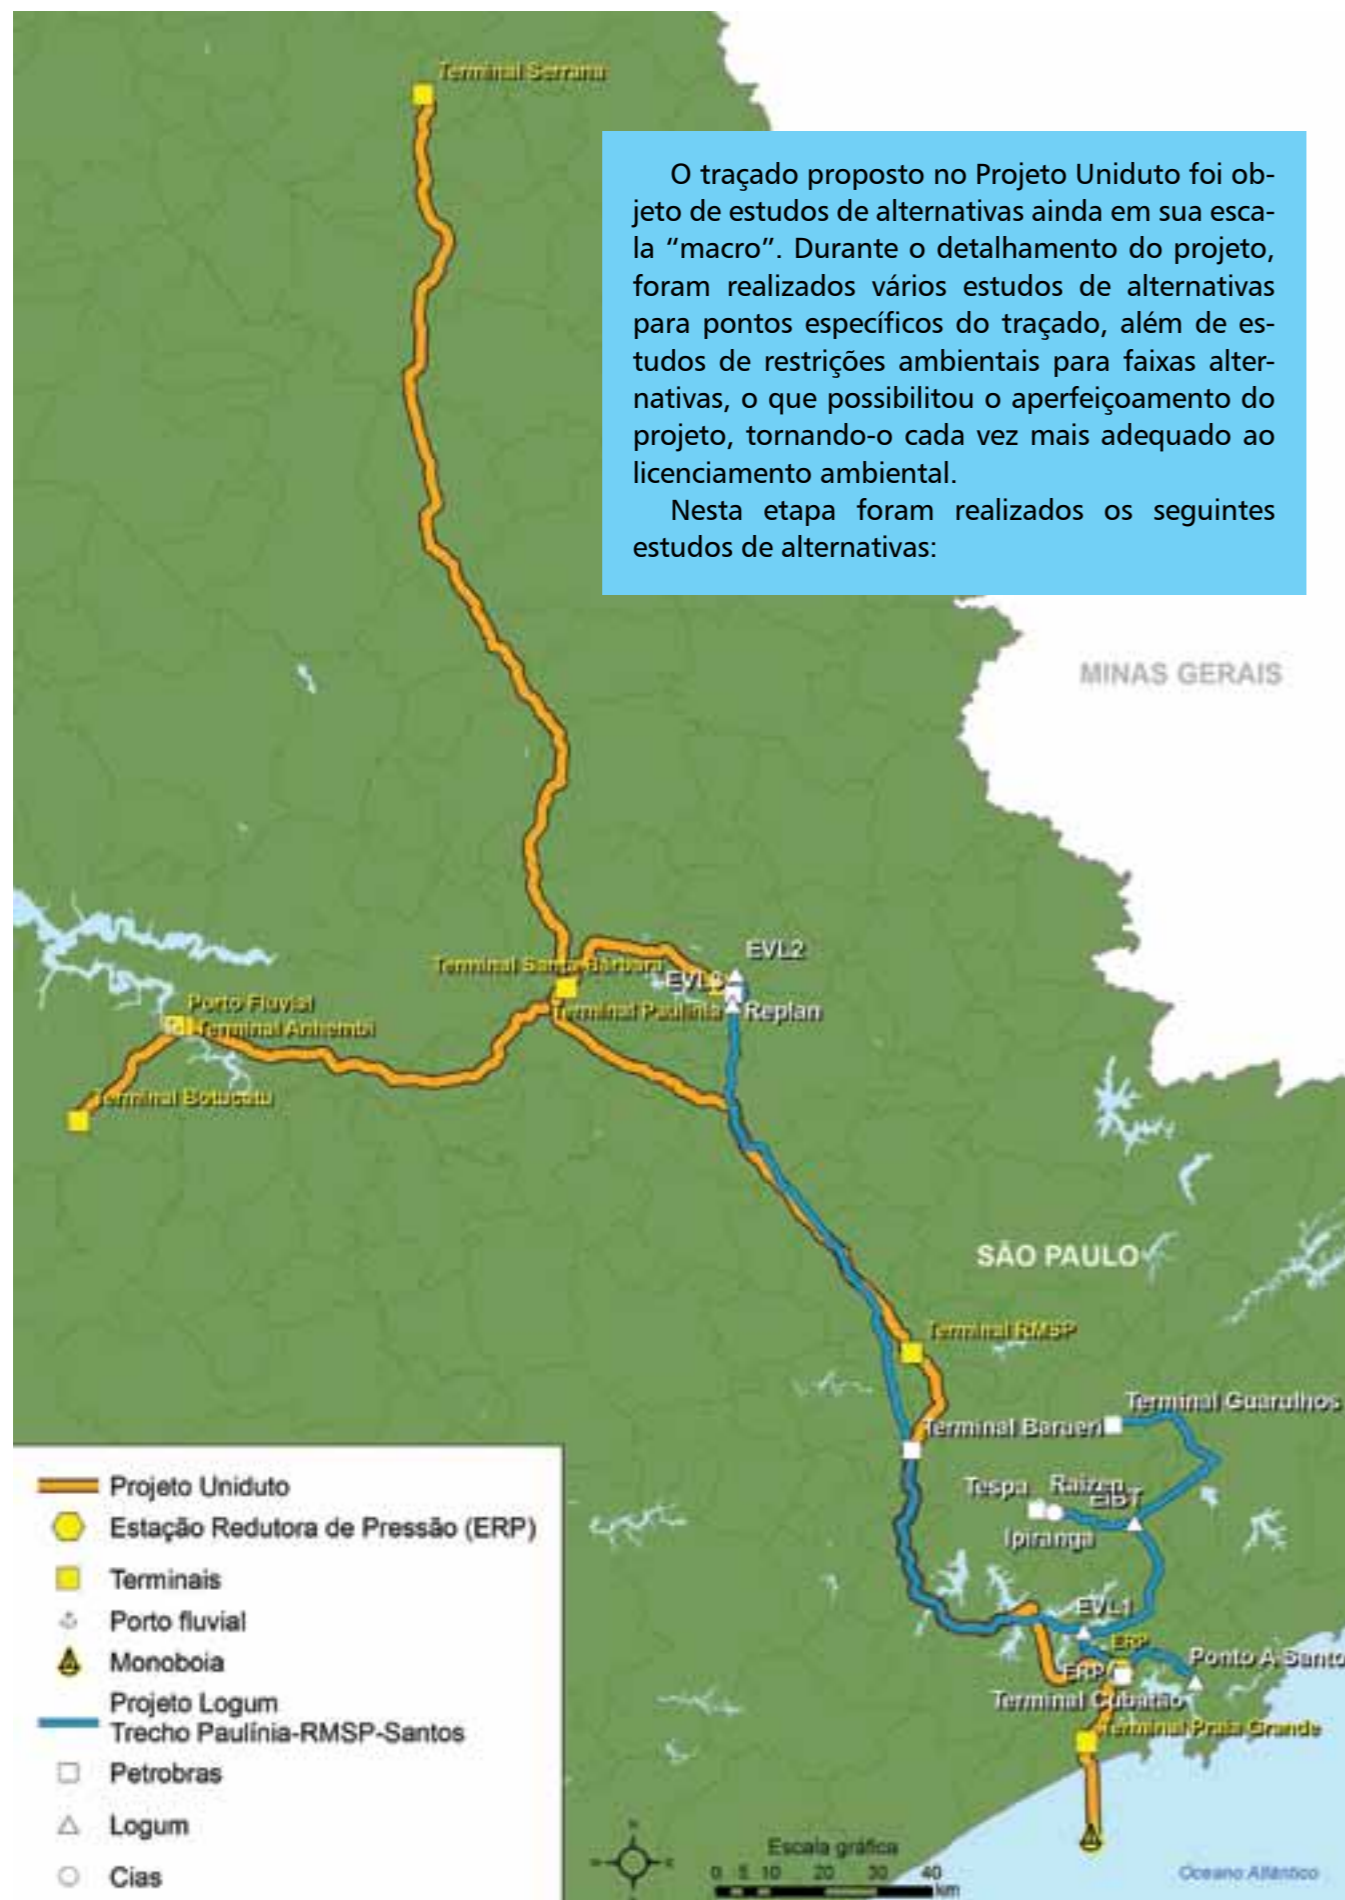 Terminal Serrana
O traçado proposto no Projeto Uniduto foi ob-
jeto de estudos de alternativas ainda em sua esca-
la “macro”. Durante o detalhamento do projeto,
foram realizados vários estudos de alternativas
para pontos específicos do traçado, além de es-
tudos de restrições ambientais para faixas alter-
nativas, o que possibilitou o aperfeiçoamento do
projeto, tornando-o cada vez mais adequado ao
licenciamento ambiental.
Nesta etapa foram realizados os seguintes
estudos de alternativas:
MINAS GERAIS
EVL2
Terminal Santa Bárbara
EVL3
Porto Fluvial
Terminal Paulínia
Replan
Terminal Anhembi
Terminal Botucatu
SÃO PAULO
Terminal RMSP
Terminal Guarulhos
Terminal Barueri
Tespa
Raizen
Ipiranga
EVL1
ERP
Ponto A Santo
ERP
Terminal Cubatão
Terminal Praia Grande
Projeto Uniduto
Estação Redutora de Pressão (ERP)
Terminais
Porto fluvial
Monoboia
Projeto Logum
Trecho Paulínia-RMSP-Santos
Petrobras
Logum
Cias
Escala gráfica
0 5 10 20 30 40
km
Oceano Atlântico